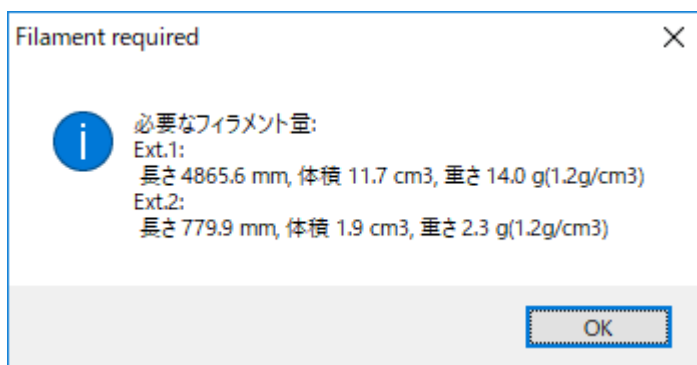 Filament required
必要なフィラメント量:
Ext.1:
長さ 4865.6 mm, 体積 11.7 cm3, 重さ 14.0 g(1.2g/cm3)
Ext.2:
長さ 779.9 mm, 体積 1.9 cm3, 重さ 2.3 g(1.2g/cm3)
OK